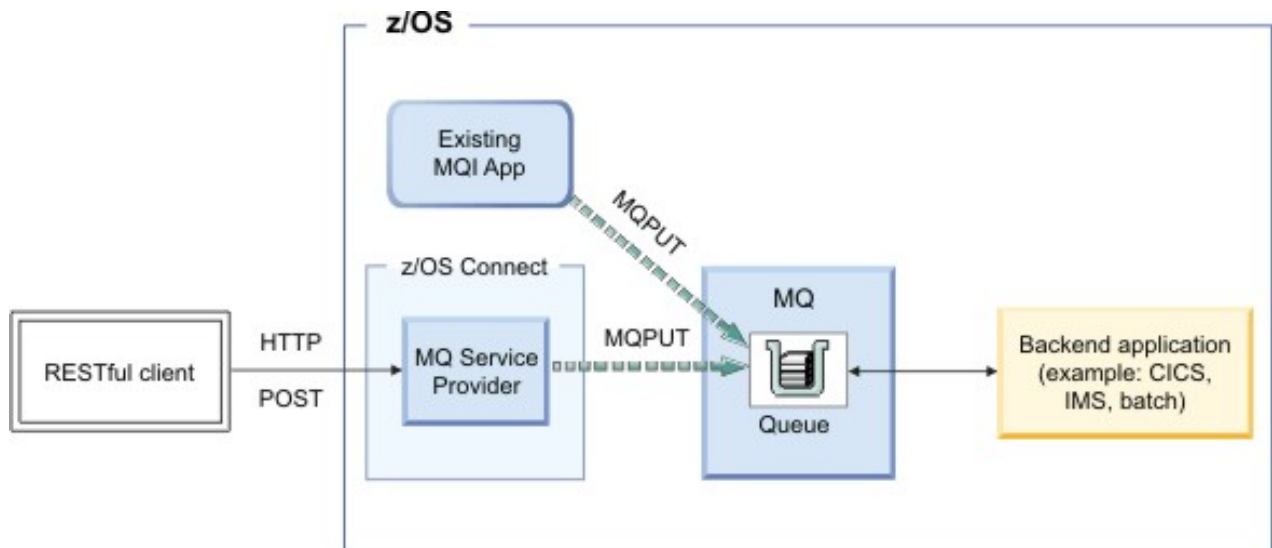 z/OS
Existing
MQI App
MQPUT
z/OS Connect
MQ
HTTP
MQPUT
RESTful client
MQ Service
Provider
Backend application
(example: CICS,
IMS, batch)
POST
Queue